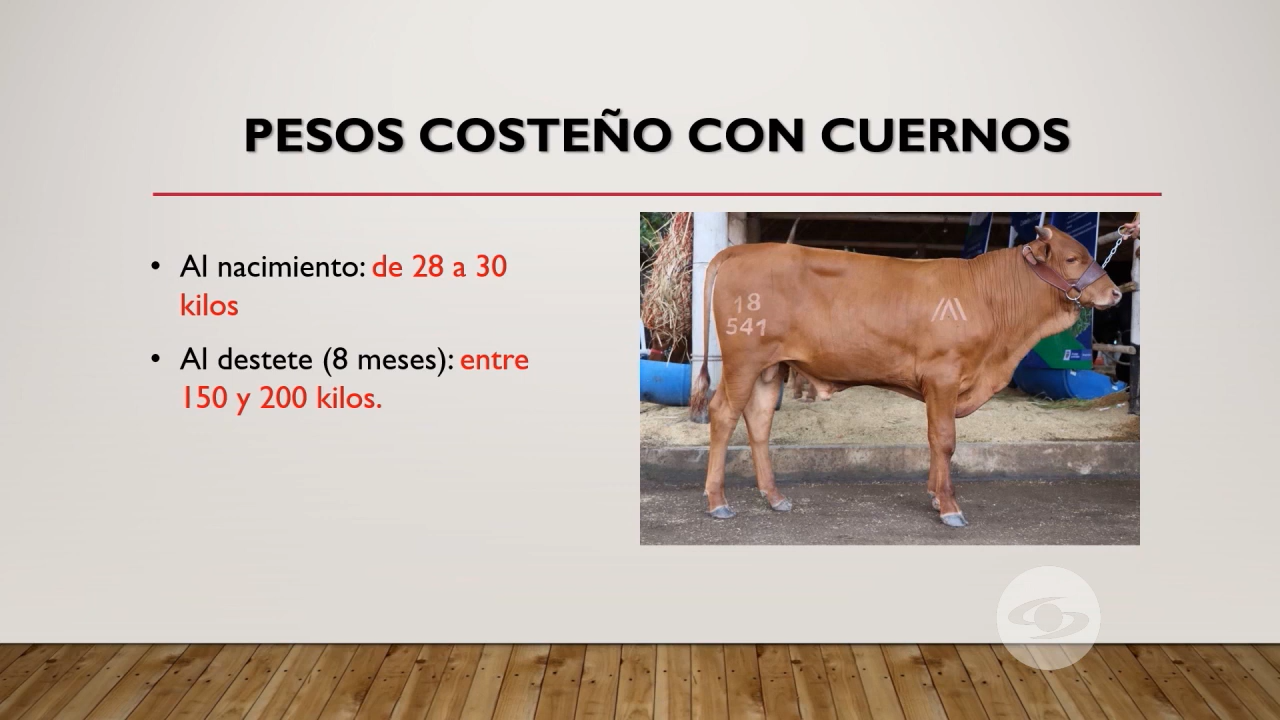 PESOS COSTEÑO CON CUERNOS
• Al nacimiento: de 28 a 30
kilos
• Al destete (8 meses): entre
150 y 200 kilos.
18
541